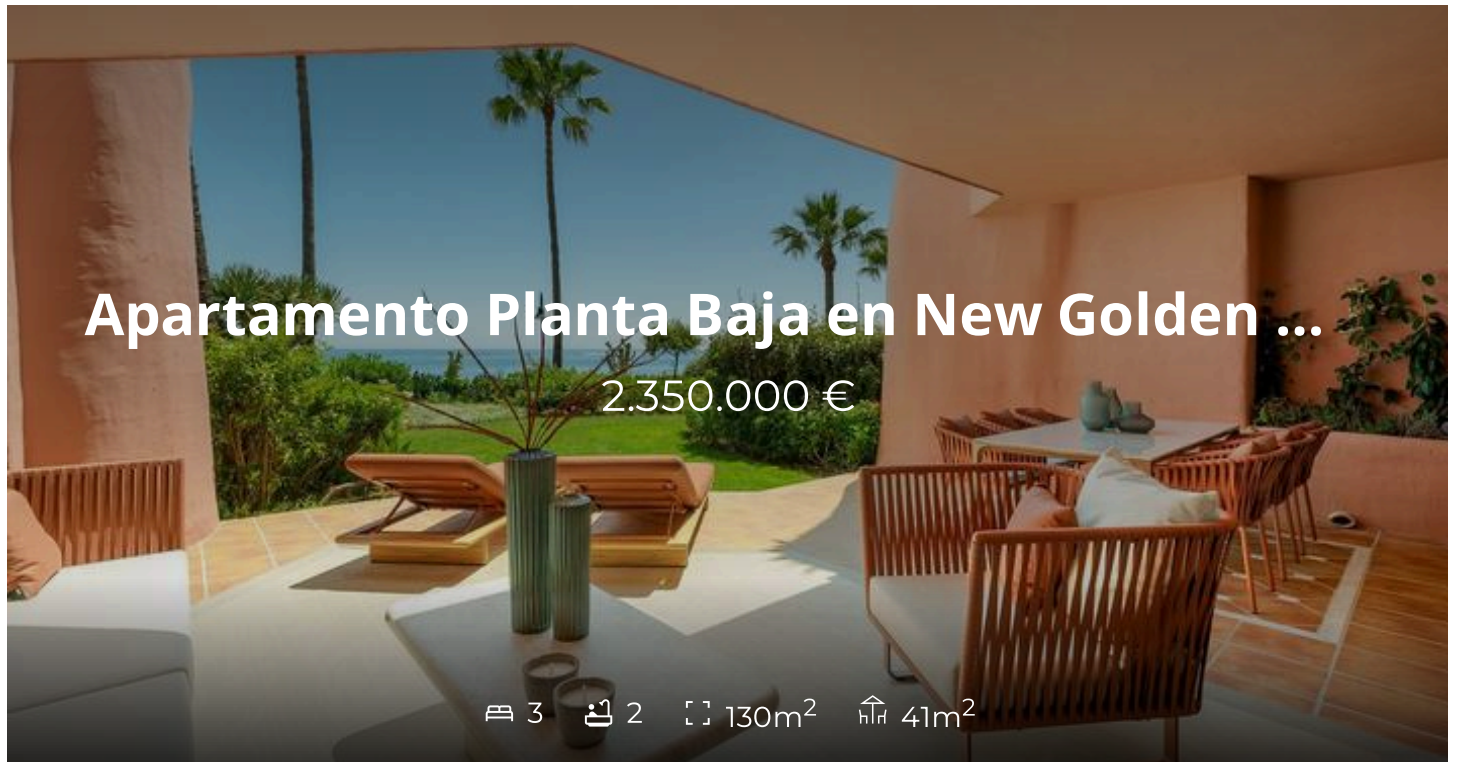 Apartamento Planta Baja en New Golden ...
2.350.000 €
3 2 130m² 41m²